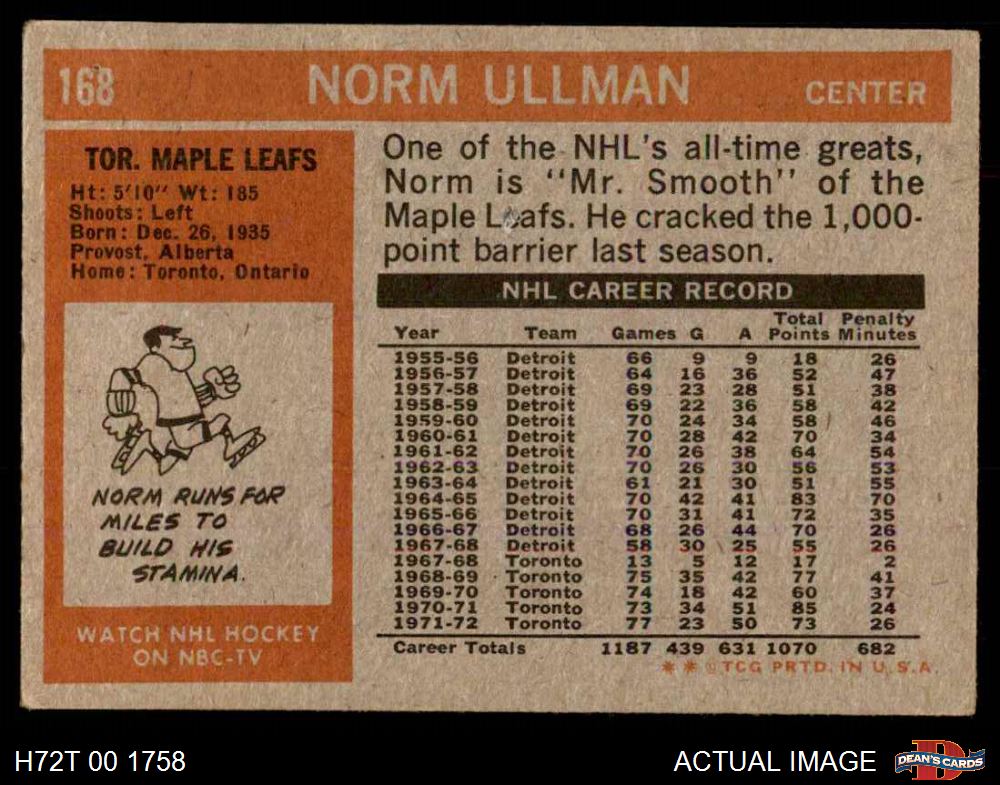 168 NORM ULLMAN CENTER
TOR. MAPLE LEAFS
Ht: 5'10" Wt: 185
Shoots: Left
Born: Dec. 26, 1935
Provost, Alberta
Home: Toronto, Ontario
NORM RUNS FOR
MILES TO
BUILD HIS
STAMINA.
WATCH NHL HOCKEY
ON NBC-TV
One of the NHL's all-time greats,
Norm is "Mr. Smooth" of the
Maple Leafs. He cracked the 1,000-
point barrier last season.
NHL CAREER RECORD
Year Team Games G A Total Points Penalty Minutes
1955-56 Detroit 66 9 9 18 26
1956-57 Detroit 64 16 36 52 47
1957-58 Detroit 69 23 28 51 38
1958-59 Detroit 69 22 36 58 42
1959-60 Detroit 70 24 34 58 46
1960-61 Detroit 70 28 42 70 34
1961-62 Detroit 70 26 38 64 54
1962-63 Detroit 70 26 30 56 53
1963-64 Detroit 61 21 30 51 55
1964-65 Detroit 70 42 41 83 70
1965-66 Detroit 70 31 41 72 35
1966-67 Detroit 68 26 44 70 26
1967-68 Detroit 58 30 25 55 26
1967-68 Toronto 13 5 12 17 2
1968-69 Toronto 75 35 42 77 41
1969-70 Toronto 74 18 42 60 37
1970-71 Toronto 73 34 51 85 24
1971-72 Toronto 77 23 50 73 26
Career Totals 1187 439 631 1070 682
* * © TCG PRTD. IN U.S.A.
H72T 00 1758
ACTUAL IMAGE
D
DEAN'S CARDS